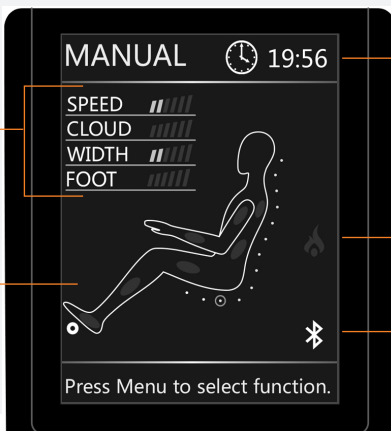 MANUAL 19:56
SPEED
CLOUD
WIDTH
FOOT
Press Menu to select function.